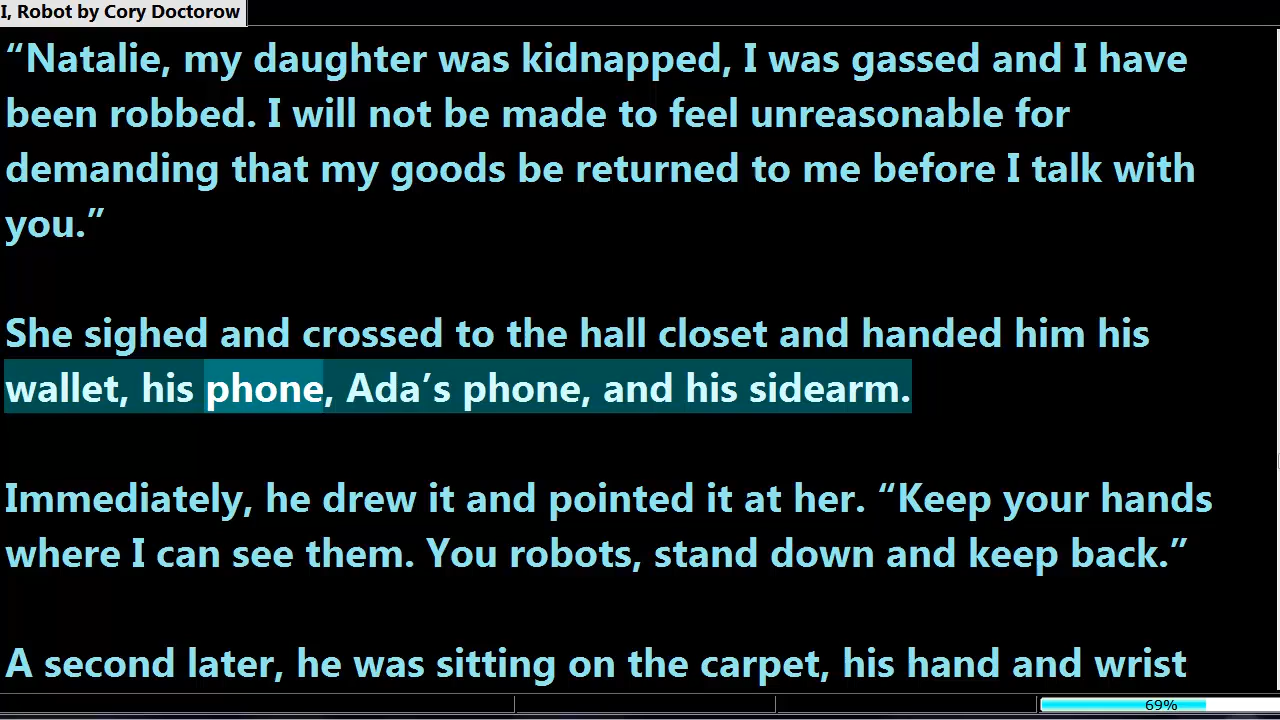 I, Robot by Cory Doctorow
“Natalie, my daughter was kidnapped, I was gassed and I have
been robbed. I will not be made to feel unreasonable for
demanding that my goods be returned to me before I talk with
you.”
She sighed and crossed to the hall closet and handed him his
wallet, his phone, Ada’s phone, and his sidearm.
Immediately, he drew it and pointed it at her. “Keep your hands
where I can see them. You robots, stand down and keep back.”
A second later, he was sitting on the carpet, his hand and wrist
69%